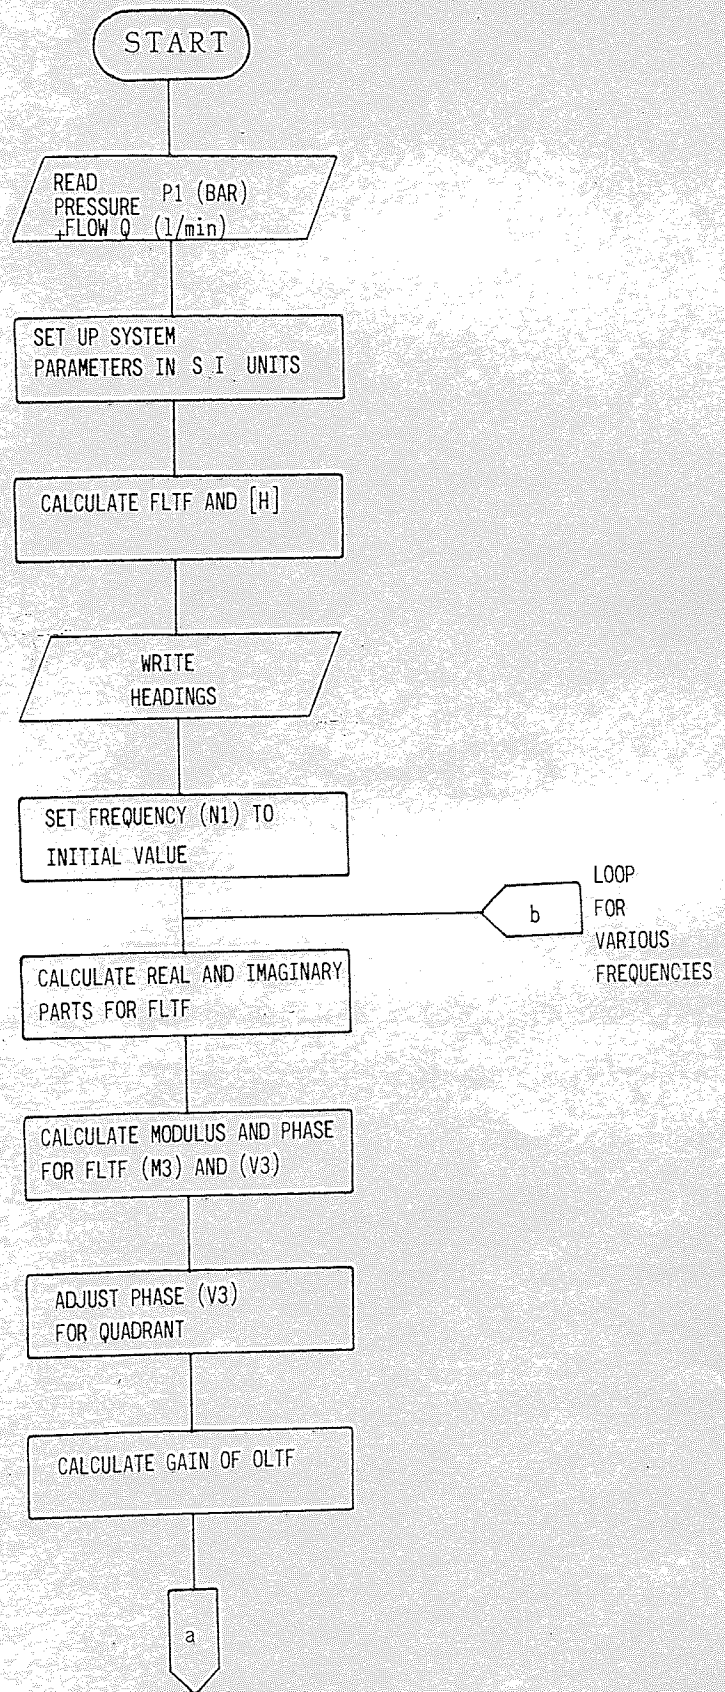 START
READ
PRESSURE P1 (BAR)
+FLOW Q (l/min)
SET UP SYSTEM
PARAMETERS IN S I UNITS
CALCULATE FLTF AND [H]
WRITE
HEADINGS
SET FREQUENCY (N1) TO
INITIAL VALUE
b
LOOP
FOR
VARIOUS
FREQUENCIES
CALCULATE REAL AND IMAGINARY
PARTS FOR FLTF
CALCULATE MODULUS AND PHASE
FOR FLTF (M3) AND (V3)
ADJUST PHASE (V3)
FOR QUADRANT
CALCULATE GAIN OF OLTF
a